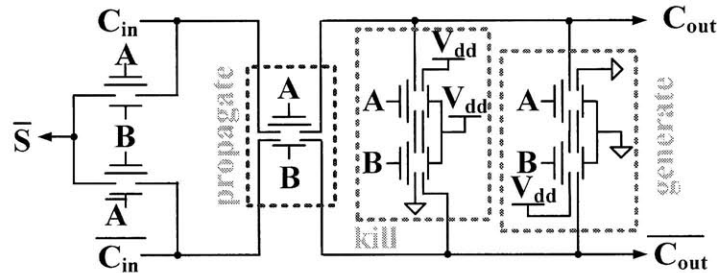 C_in
C_out
A
B
A
S̅
propagate
A
B
V_dd
A
V_dd
B
kill
A
B
V_dd
generate
C̅_in
C̅_out